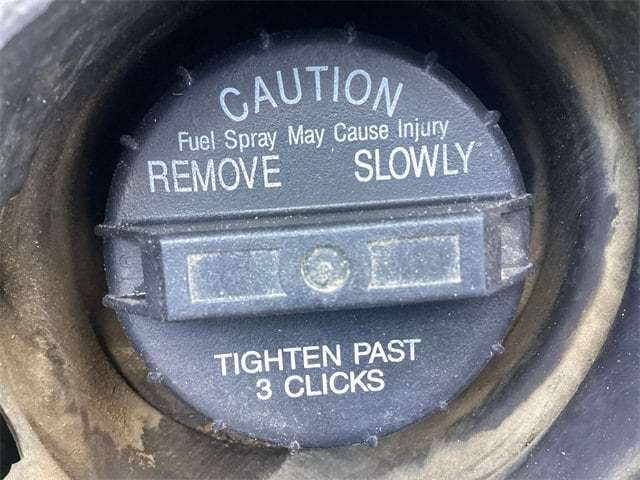 CAUTION
Fuel Spray May Cause Injury
REMOVE SLOWLY
TIGHTEN PAST
3 CLICKS